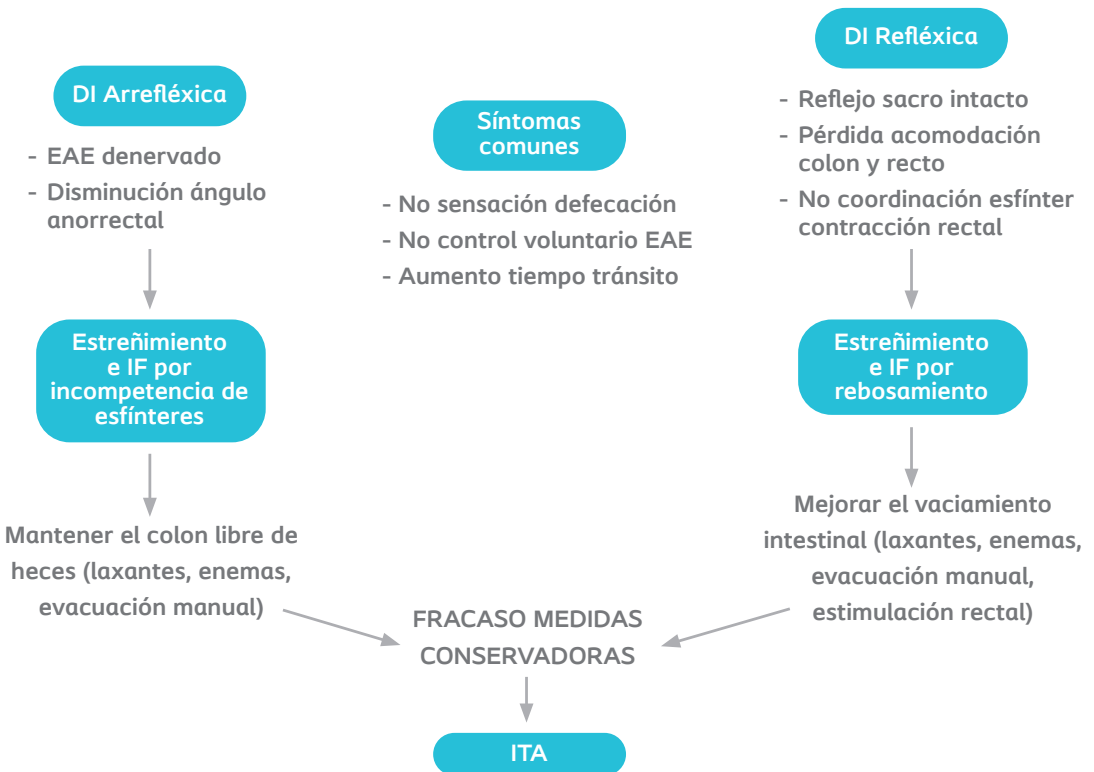 DI Arrefléxica
- EAE denervado
- Disminución ángulo
anorrectal
Estreñimiento
e IF por
incompetencia de
esfínteres
Mantener el colon libre de
heces (laxantes, enemas,
evacuación manual)
Síntomas
comunes
- No sensación defecación
- No control voluntario EAE
- Aumento tiempo tránsito
DI Refléxica
- Reflejo sacro intacto
- Pérdida acomodación
colon y recto
- No coordinación esfínter
contracción rectal
Estreñimiento
e IF por
rebosamiento
Mejorar el vaciamiento
intestinal (laxantes, enemas,
evacuación manual,
estimulación rectal)
FRACASO MEDIDAS
CONSERVADORAS
ITA